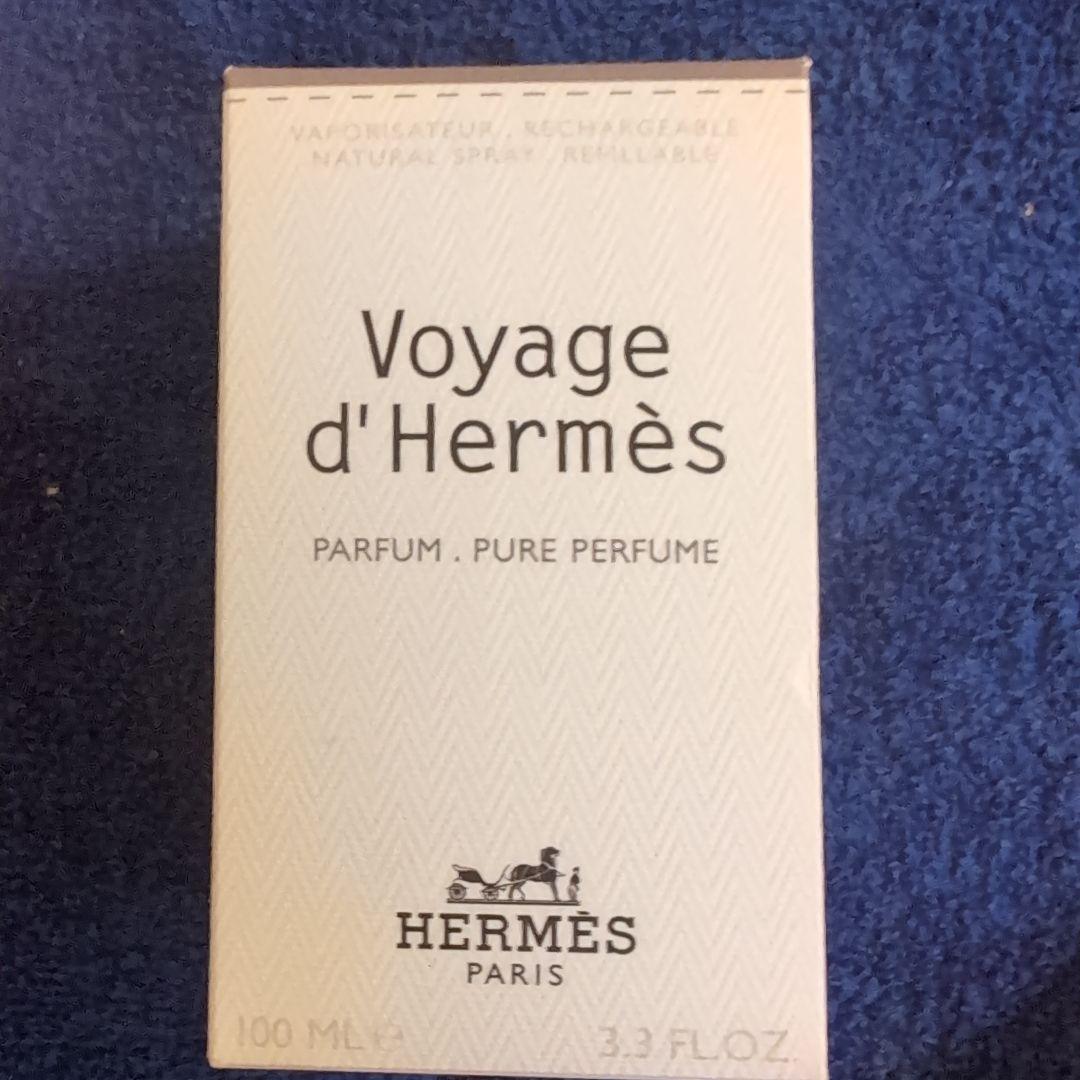 VAPORISATEUR . RECHARGEABLE
NATURAL SPRAY . REFILLABLE
Voyage
d'Hermès
PARFUM . PURE PERFUME
HERMÈS
PARIS
100 ML e
3.3 FL.OZ.